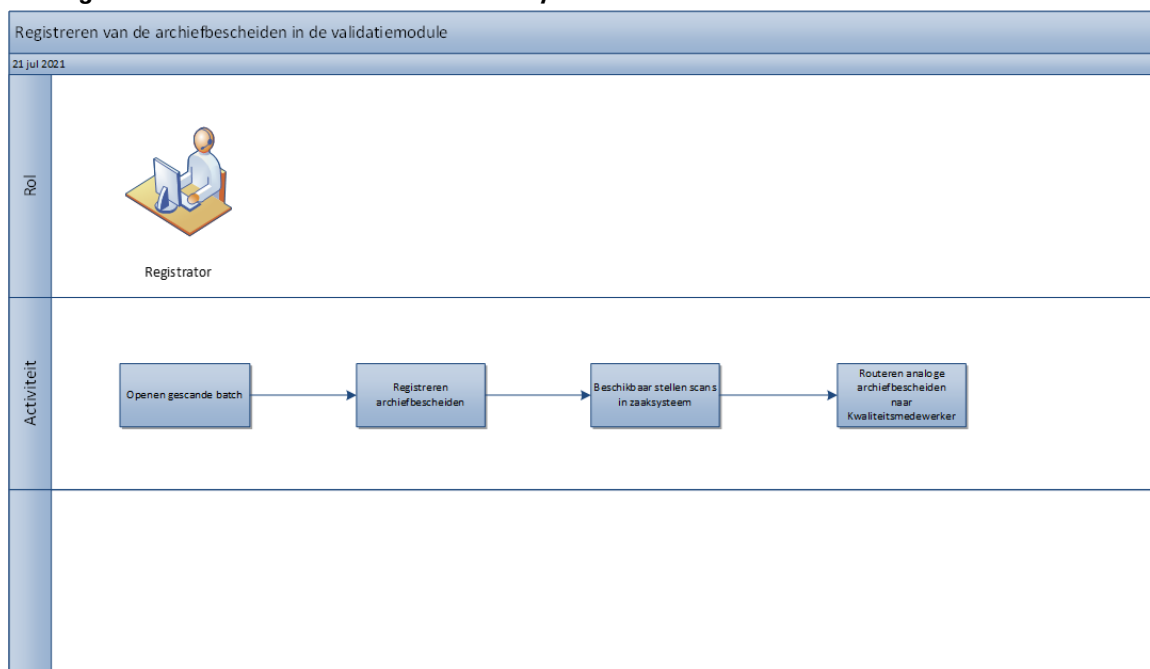 Registreren van de archiefbescheiden in de validatiemodule
21 jul 2021
Rol
Registrator
Activiteit
Openen gescande batch
Registreren
archiefbescheiden
Beschikbaar stellen scans
in zaaksysteem
Routeren analoge
archiefbescheiden
naar
Kwaliteitsmedewerker